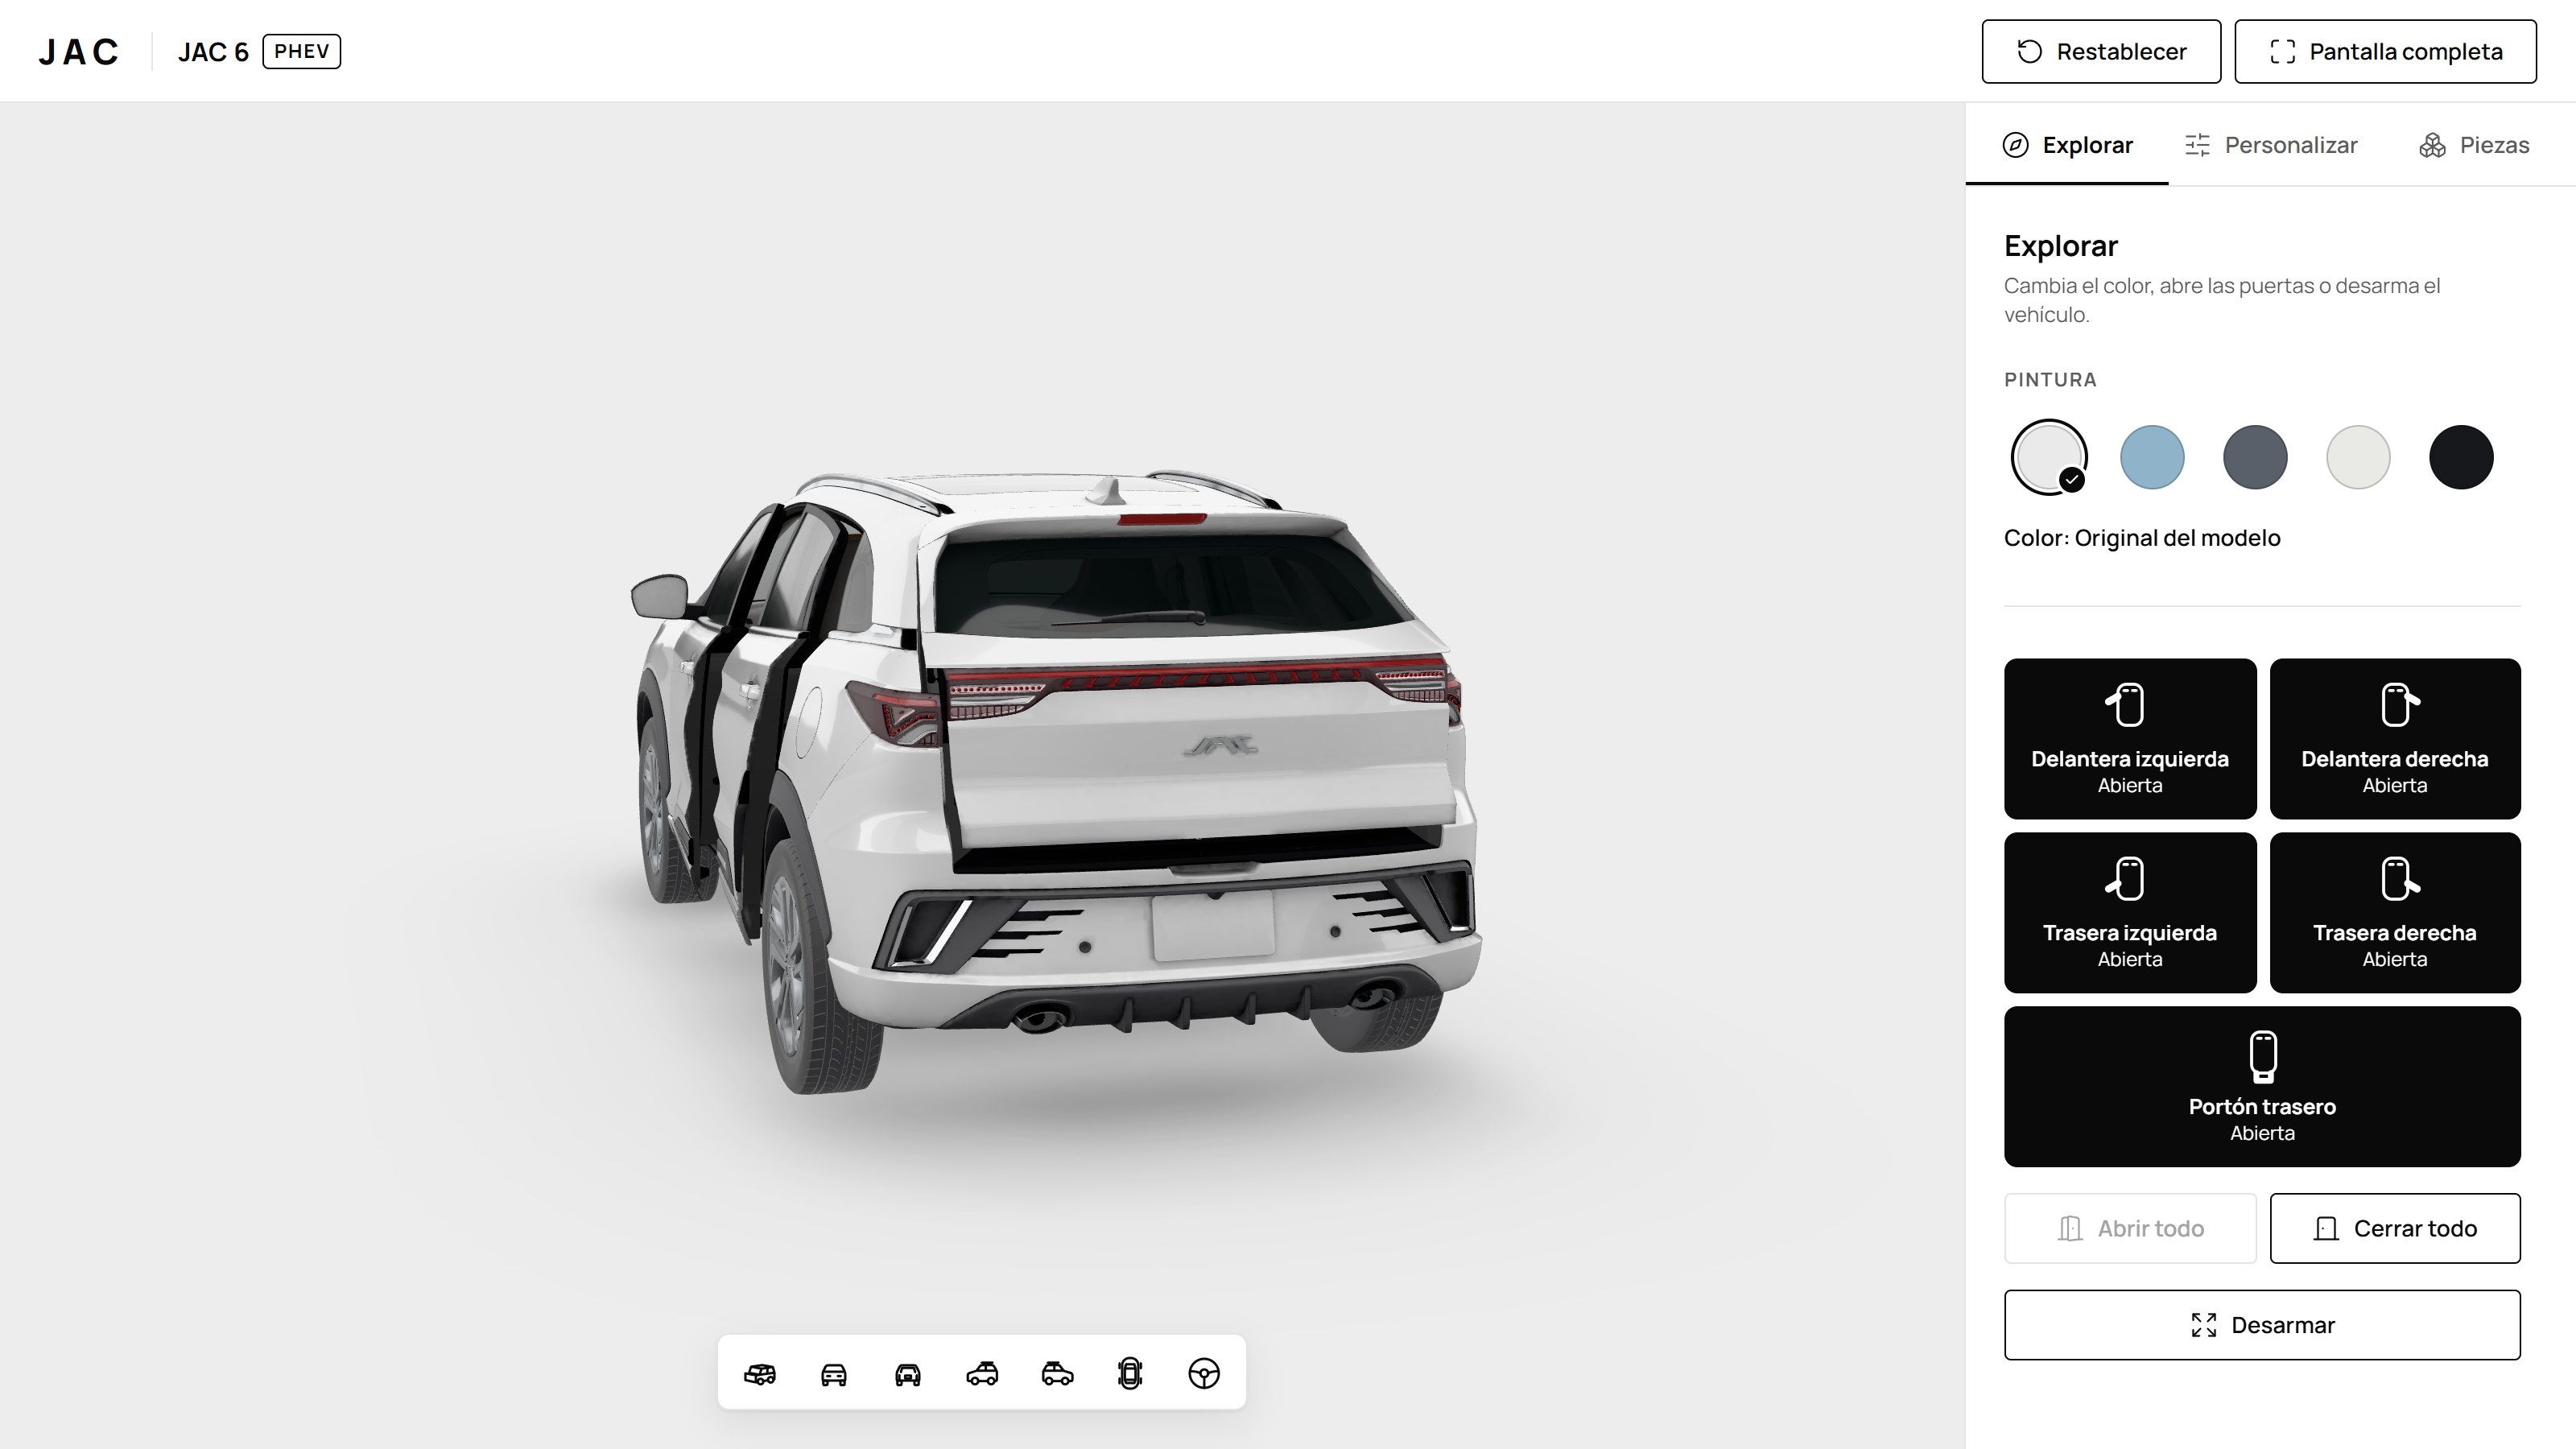 JAC
JAC 6
PHEV
Restablecer
Pantalla completa
Explorar
Personalizar
Piezas
Explorar
Cambia el color, abre las puertas o desarma el
vehículo.
PINTURA
Color: Original del modelo
Delantera izquierda
Abierta
Delantera derecha
Abierta
Trasera izquierda
Abierta
Trasera derecha
Abierta
Portón trasero
Abierta
Abrir todo
Cerrar todo
Desarmar
JAC